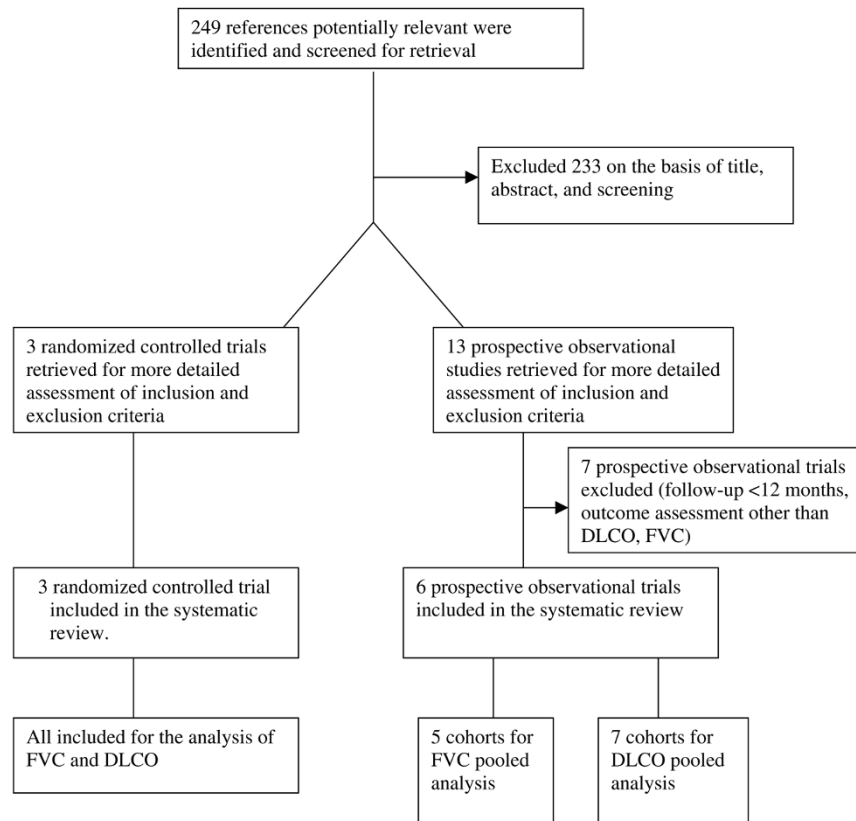 249 references potentially relevant were
identified and screened for retrieval
Excluded 233 on the basis of title,
abstract, and screening
3 randomized controlled trials
retrieved for more detailed
assessment of inclusion and
exclusion criteria
13 prospective observational
studies retrieved for more detailed
assessment of inclusion and
exclusion criteria
7 prospective observational trials
excluded (follow-up <12 months,
outcome assessment other than
DLCO, FVC)
3 randomized controlled trial
included in the systematic
review.
6 prospective observational trials
included in the systematic review
All included for the analysis of
FVC and DLCO
5 cohorts for
FVC pooled
analysis
7 cohorts for
DLCO pooled
analysis